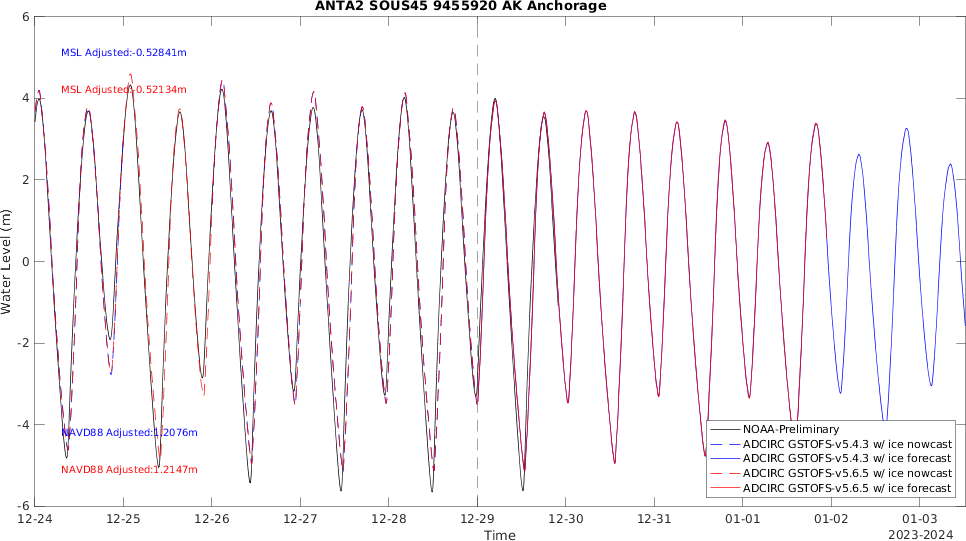 ANTA2 SOUS45 9455920 AK Anchorage
6
MSL Adjusted:-0.52841m
MSL Adjusted:-0.52134m
4
2
0
-2
-4
-6
Water Level (m)
NAVD88 Adjusted:1.2076m
NAVD88 Adjusted:1.2147m
NOAA-Preliminary
ADCIRC GSTOFS-v5.4.3 w/ ice nowcast
ADCIRC GSTOFS-v5.4.3 w/ ice forecast
ADCIRC GSTOFS-v5.6.5 w/ ice nowcast
ADCIRC GSTOFS-v5.6.5 w/ ice forecast
12-24 12-25 12-26 12-27 12-28 12-29 12-30 12-31 01-01 01-02 01-03
Time
2023-2024